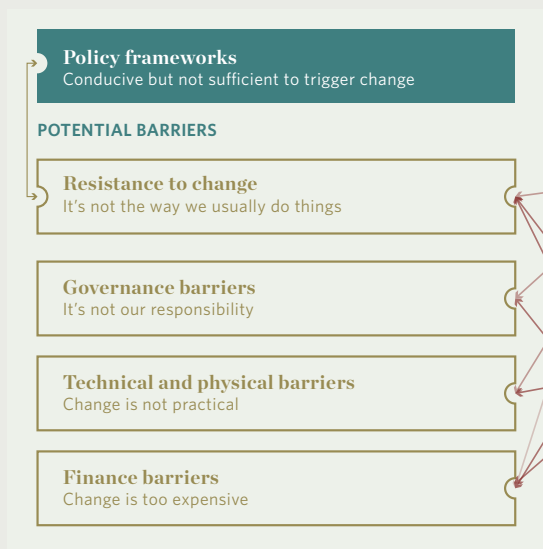 Policy frameworks
Conducive but not sufficient to trigger change
POTENTIAL BARRIERS
Resistance to change
It's not the way we usually do things
Governance barriers
It's not our responsibility
Technical and physical barriers
Change is not practical
Finance barriers
Change is too expensive